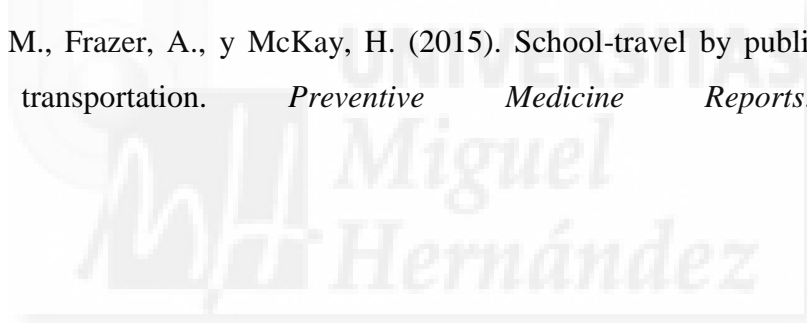 UNIVERSITAS
M., Frazer, A., y McKay, H. (2015). School-travel by publi
transportation. Preventive Medicine Reports.
Miguel
Hernández